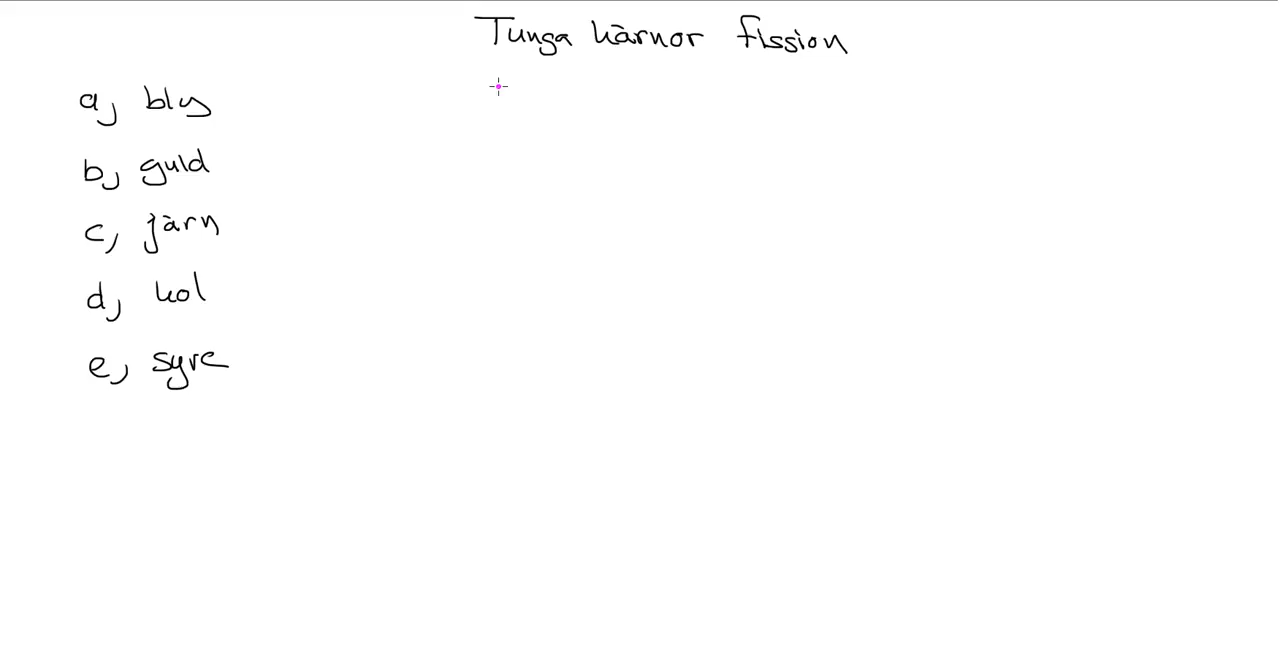 Tunga kärnor fission
a) bly
b) guld
c) järn
d) kol
e) syre